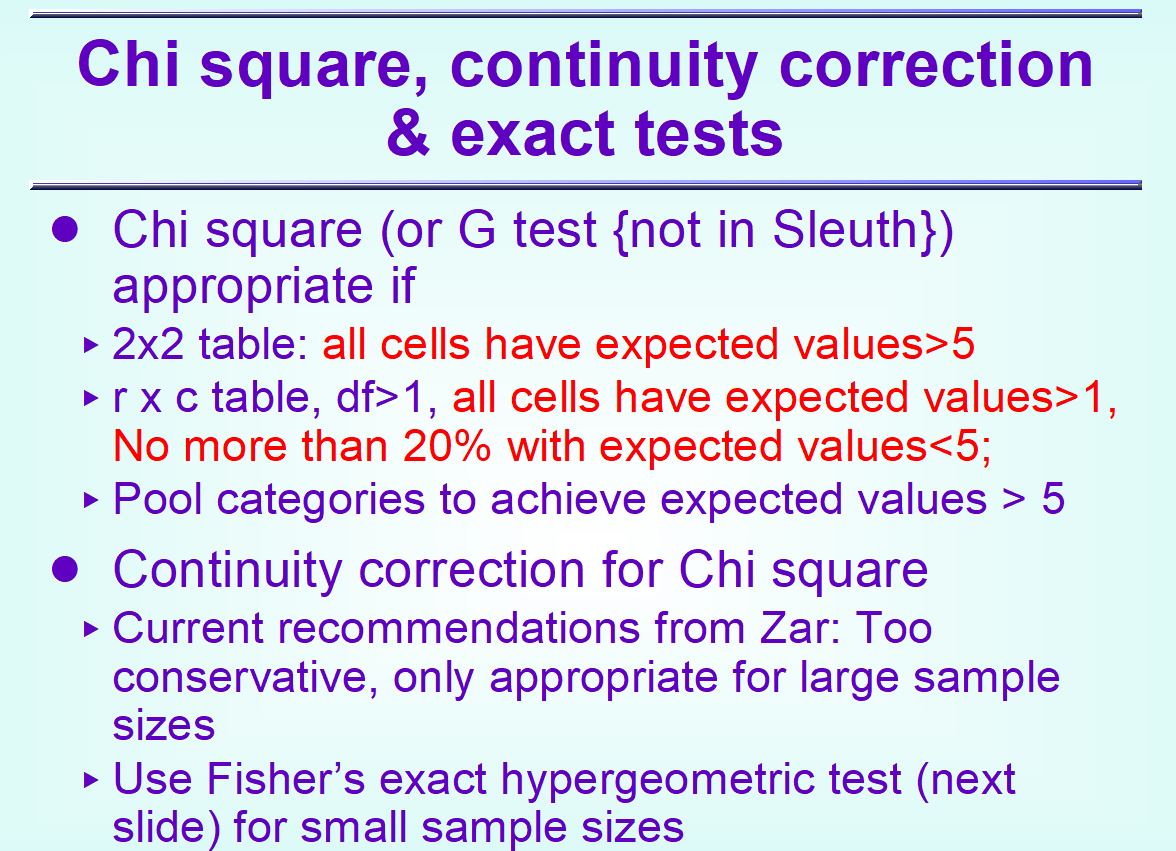 Chi square, continuity correction
& exact tests
● Chi square (or G test {not in Sleuth})
appropriate if
▸ 2x2 table: all cells have expected values>5
▸ r x c table, df>1, all cells have expected values>1,
No more than 20% with expected values<5;
▸ Pool categories to achieve expected values > 5
● Continuity correction for Chi square
▸ Current recommendations from Zar: Too
conservative, only appropriate for large sample
sizes
▸ Use Fisher’s exact hypergeometric test (next
slide) for small sample sizes